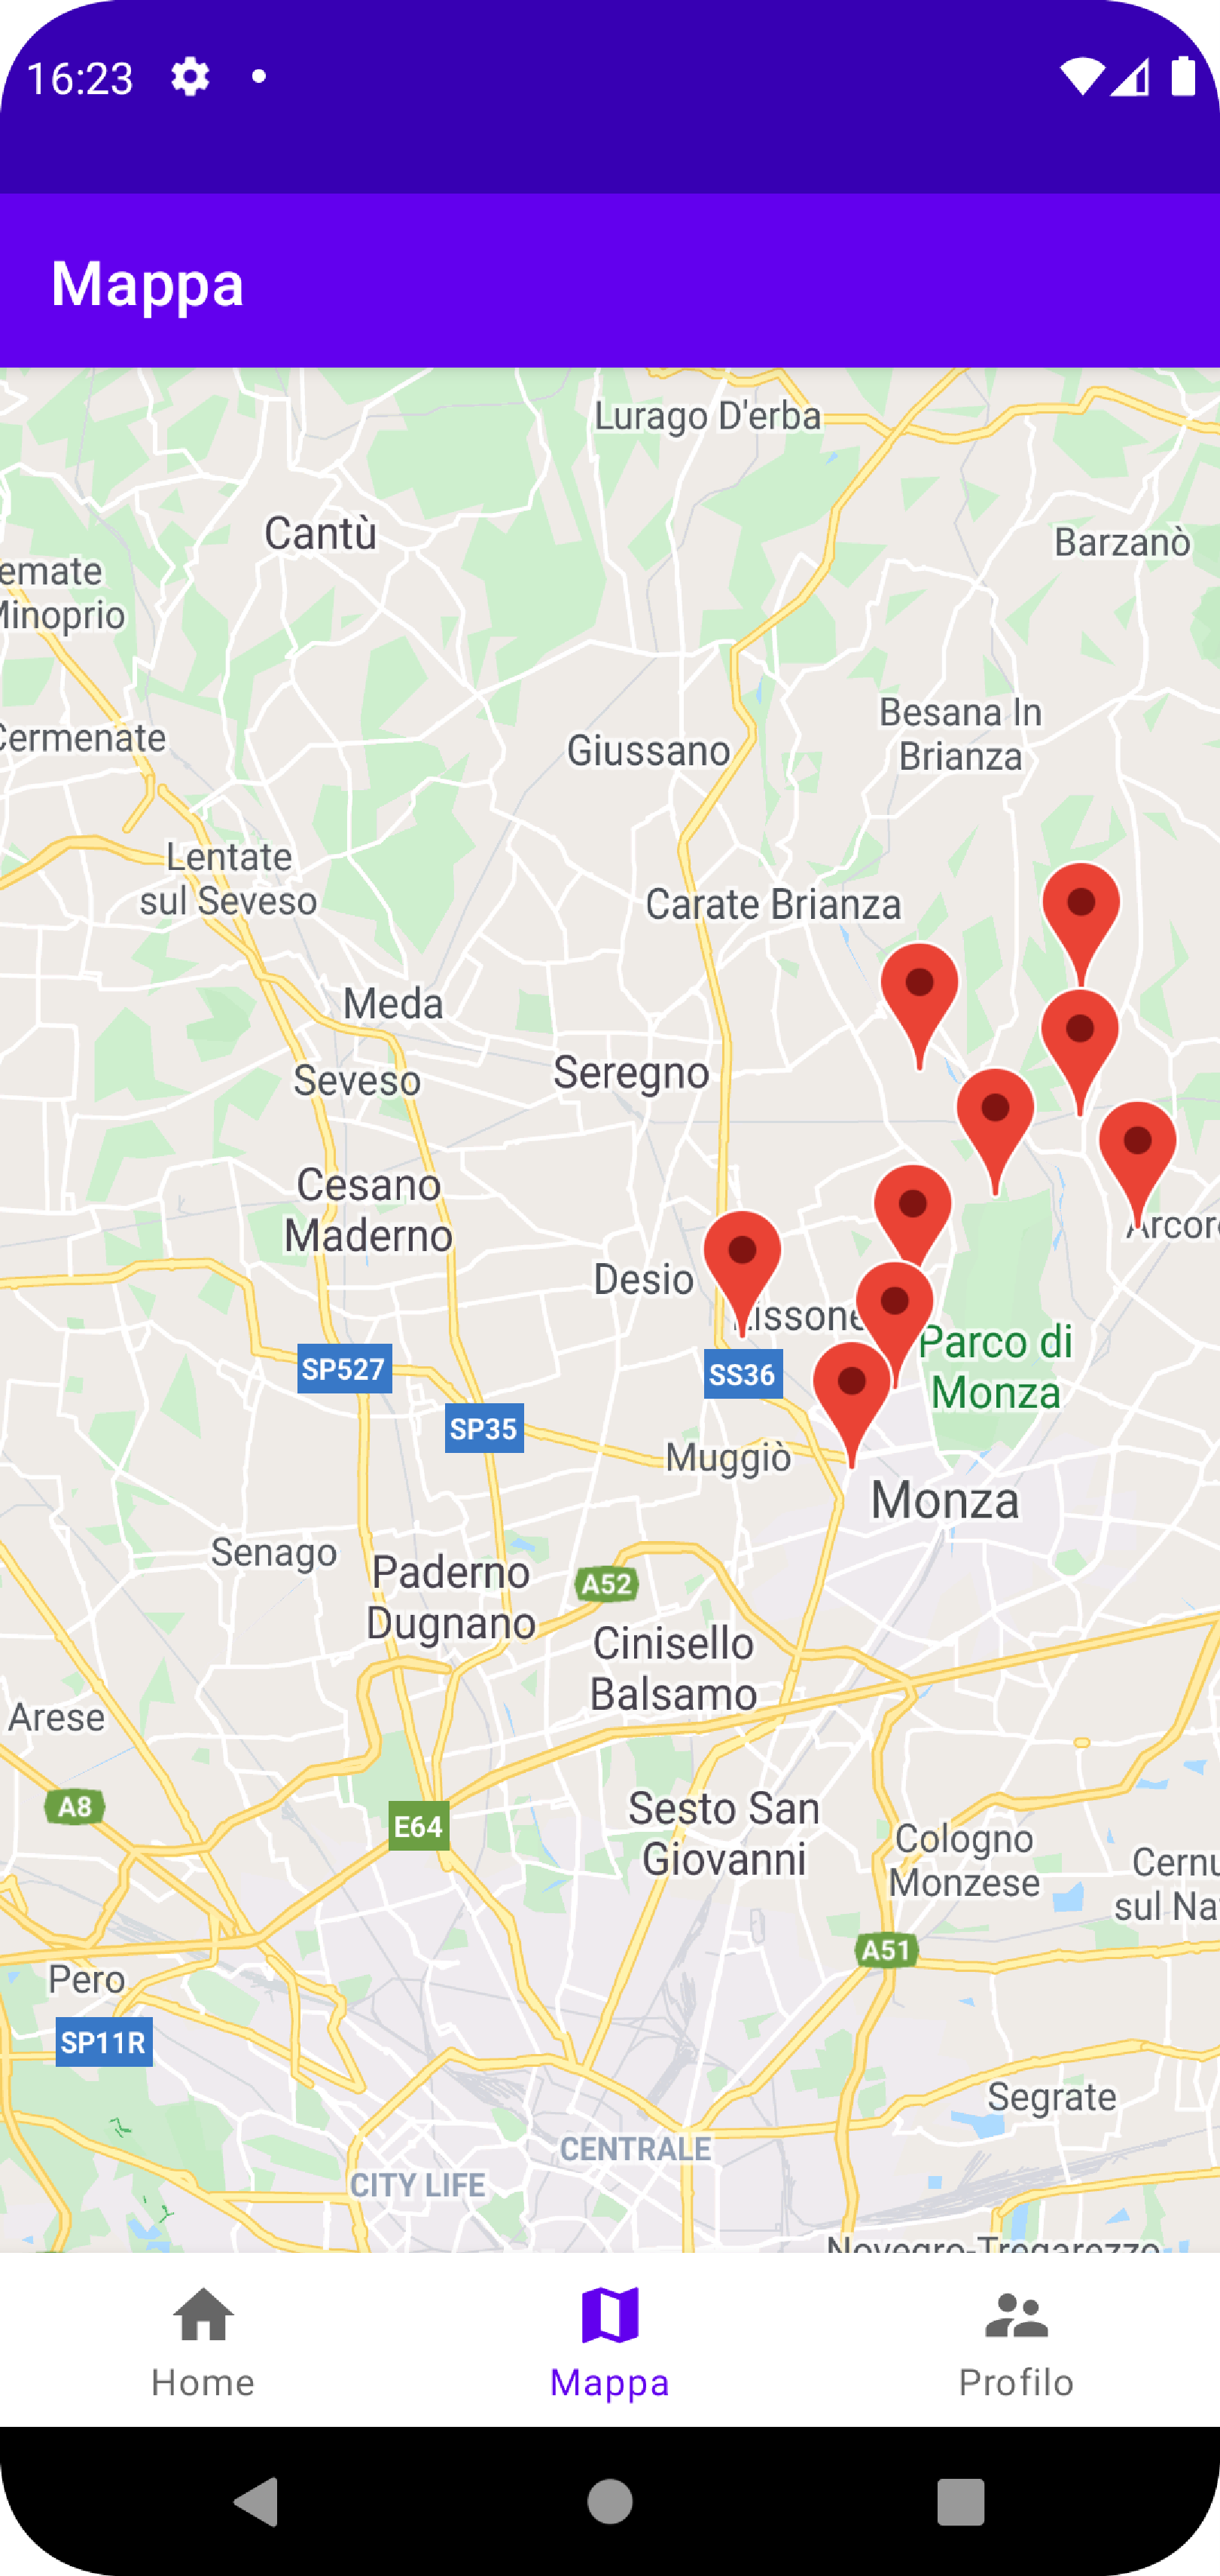 16:23
Mappa
Lurago D'erba
Cantù
Barzanò
emate
Minoprio
Besana In
Brianza
Cermenate
Giussano
Lentate
sul Seveso
Carate Brianza
Meda
Seregno
Seveso
Cesano
Maderno
Arcore
Desio
Lissone
Parco di
Monza
SP527
SS36
SP35
Muggiò
Monza
Senago
Paderno
Dugnano
A52
Cinisello
Balsamo
Arese
A8
E64
Sesto San
Giovanni
Cologno
Monzese
Cernu
sul Na
A51
Pero
SP11R
Segrate
CENTRALE
CITY LIFE
Novegro-Tregarezzo
Home
Mappa
Profilo